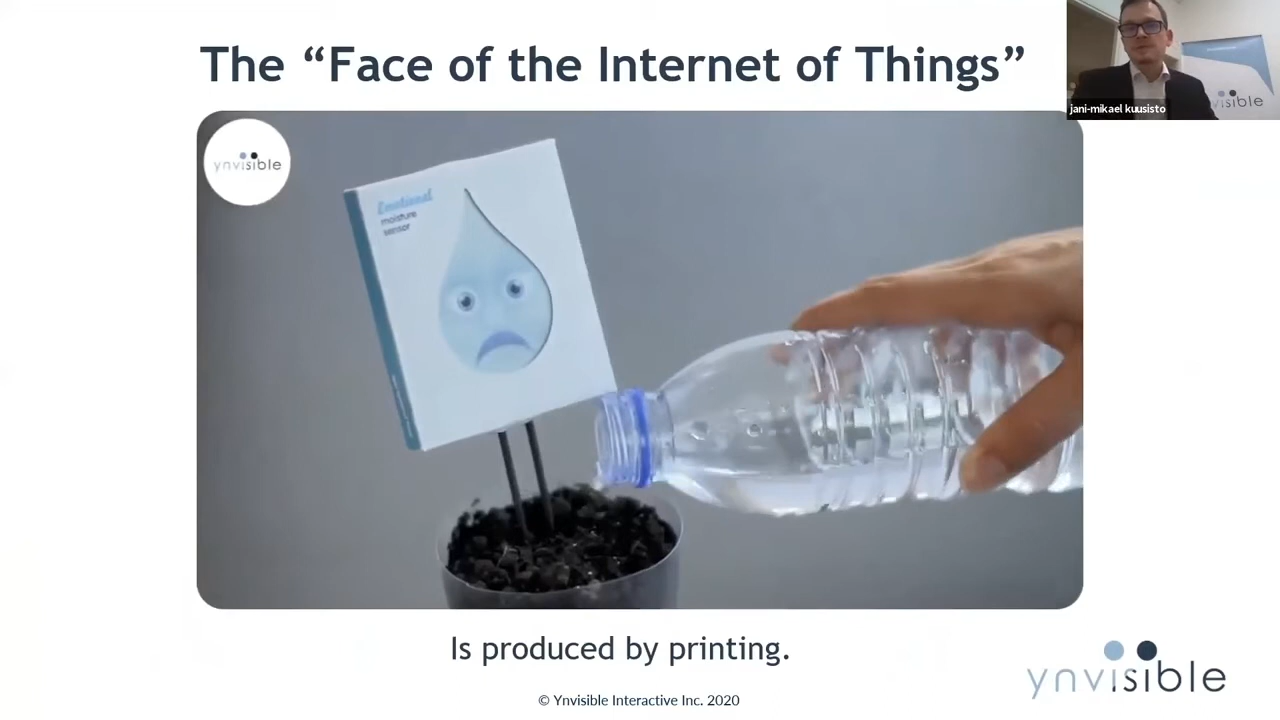 The “Face of the Internet of Things”
jani-mikael kuusisto
visible
ynvisible
Emotional
moisture
sensor
Is produced by printing.
ynvisible
© Ynvisible Interactive Inc. 2020